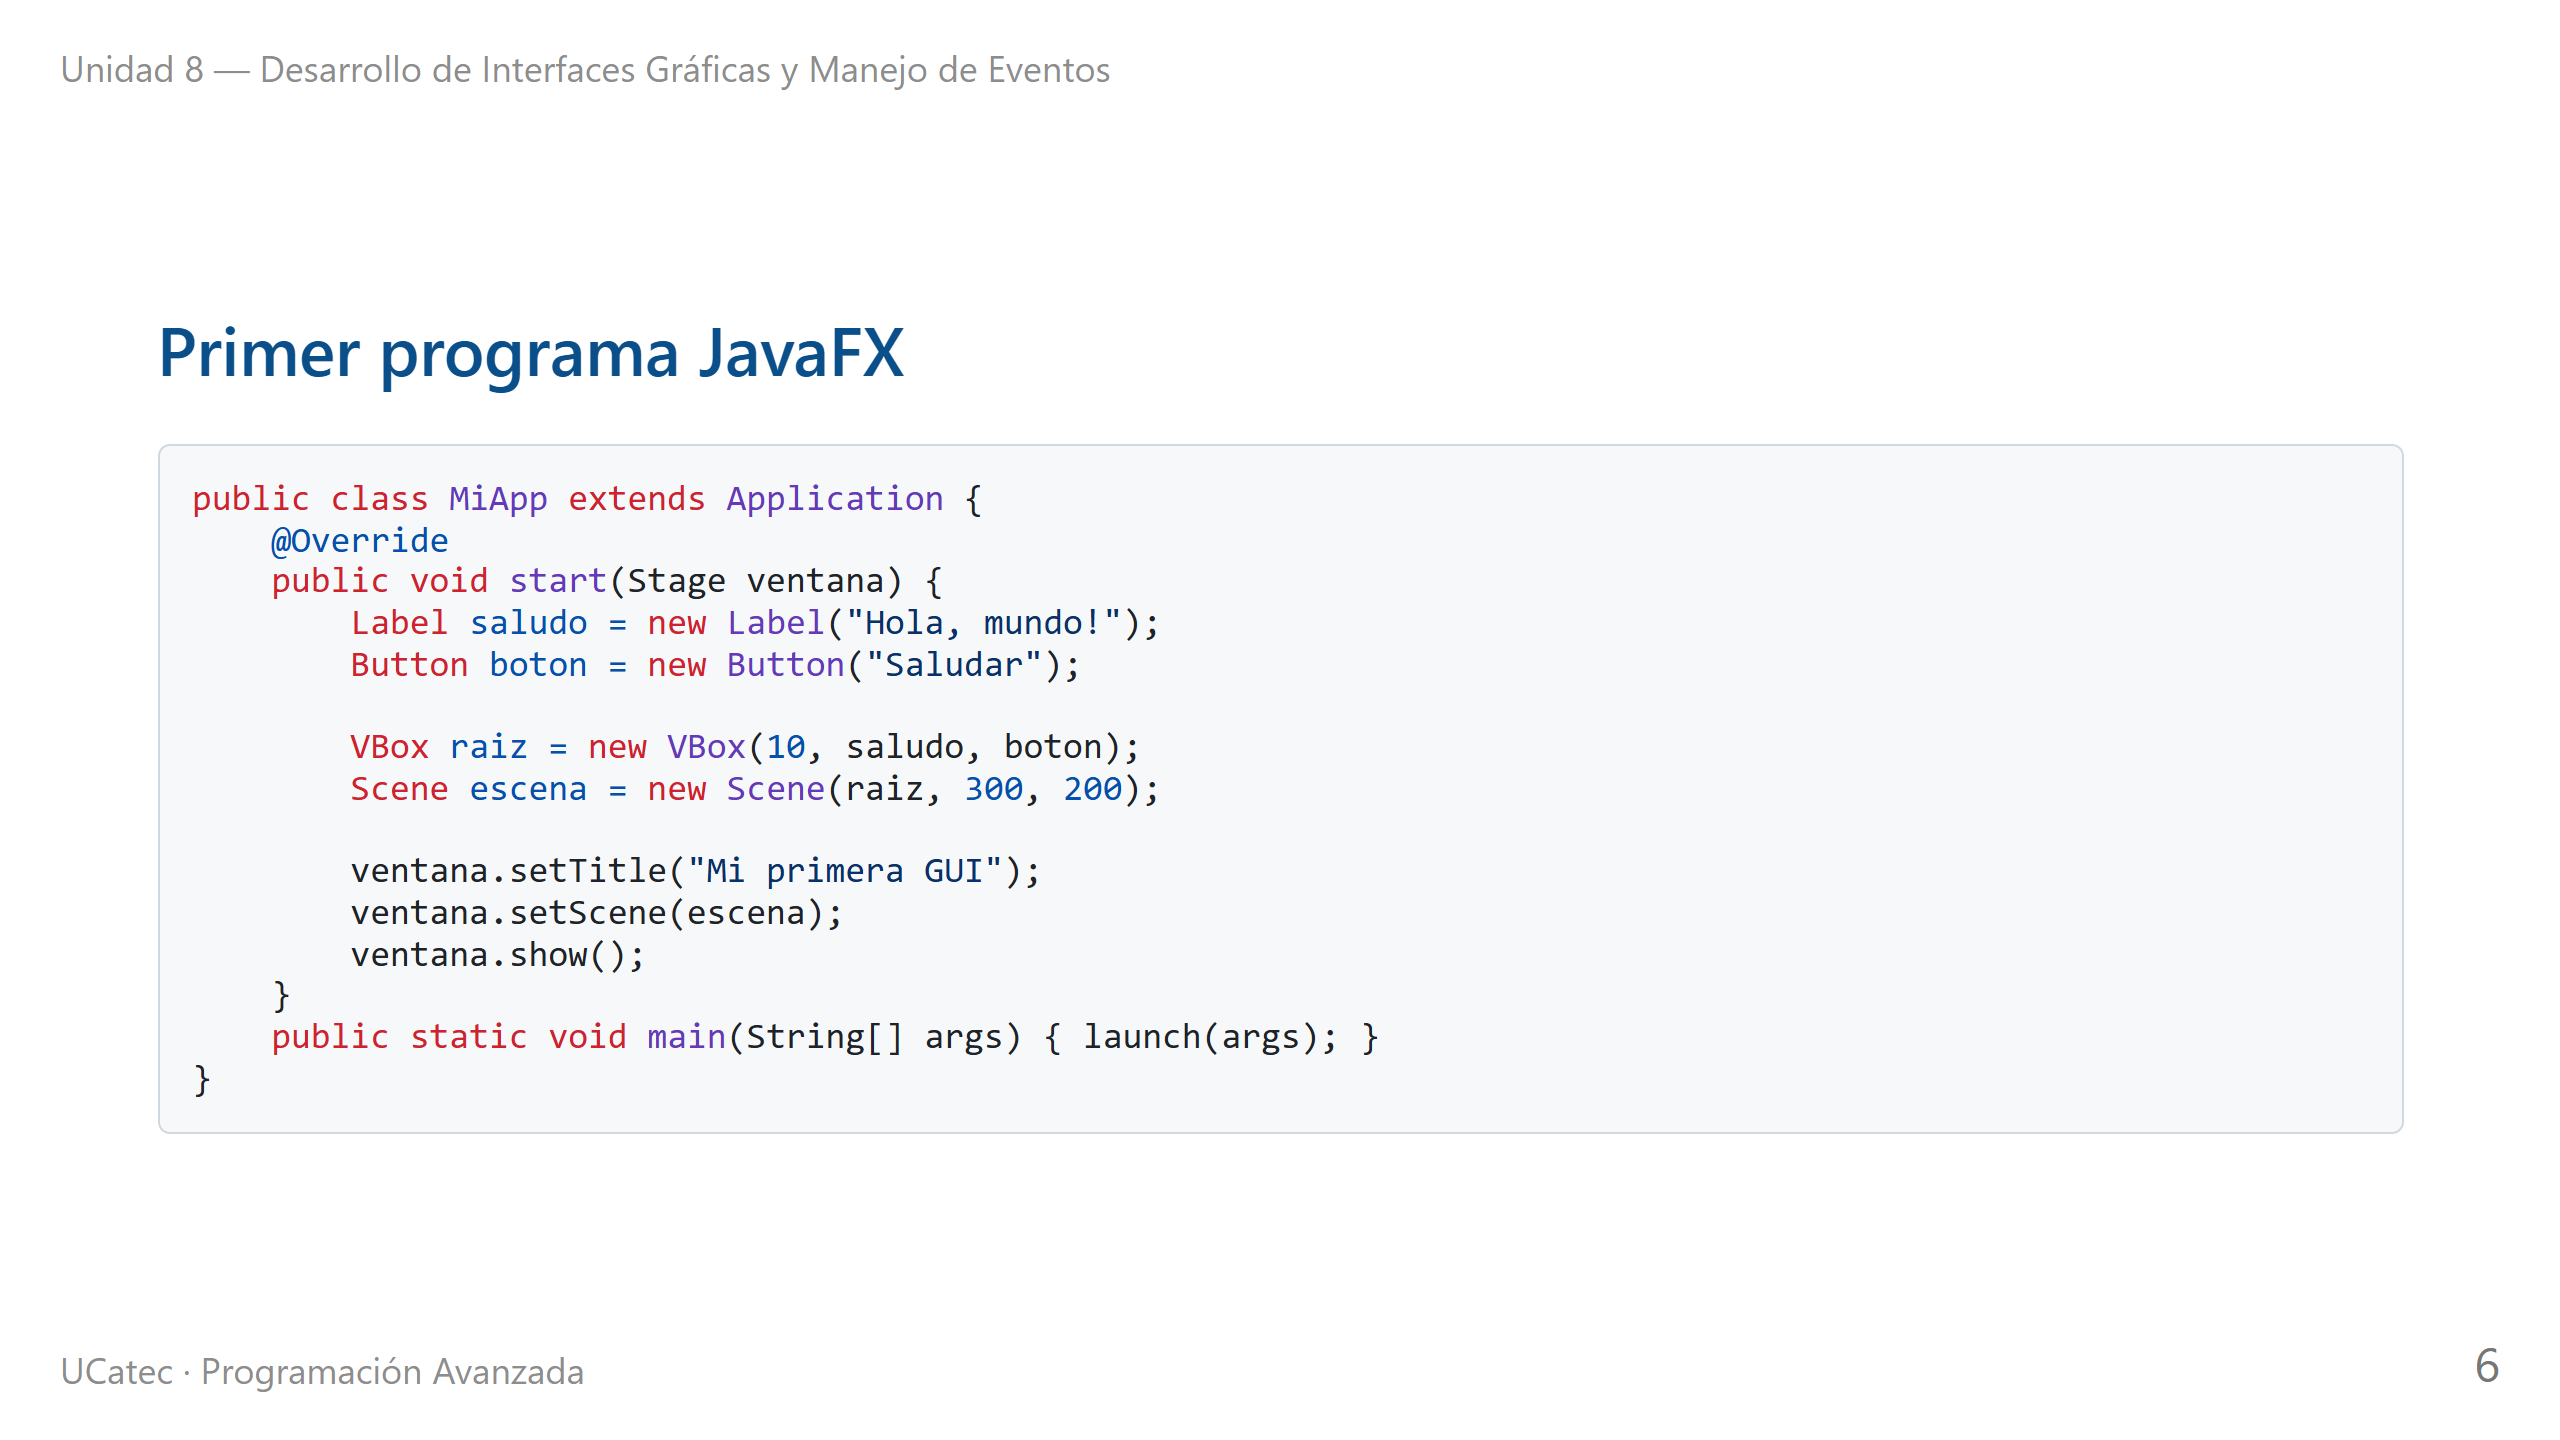 Unidad 8 — Desarrollo de Interfaces Gráficas y Manejo de Eventos
Primer programa JavaFX
public class MiApp extends Application {
    @Override
    public void start(Stage ventana) {
        Label saludo = new Label("Hola, mundo!");
        Button boton = new Button("Saludar");

        VBox raiz = new VBox(10, saludo, boton);
        Scene escena = new Scene(raiz, 300, 200);

        ventana.setTitle("Mi primera GUI");
        ventana.setScene(escena);
        ventana.show();
    }
    public static void main(String[] args) { launch(args); }
}
UCatec · Programación Avanzada
6